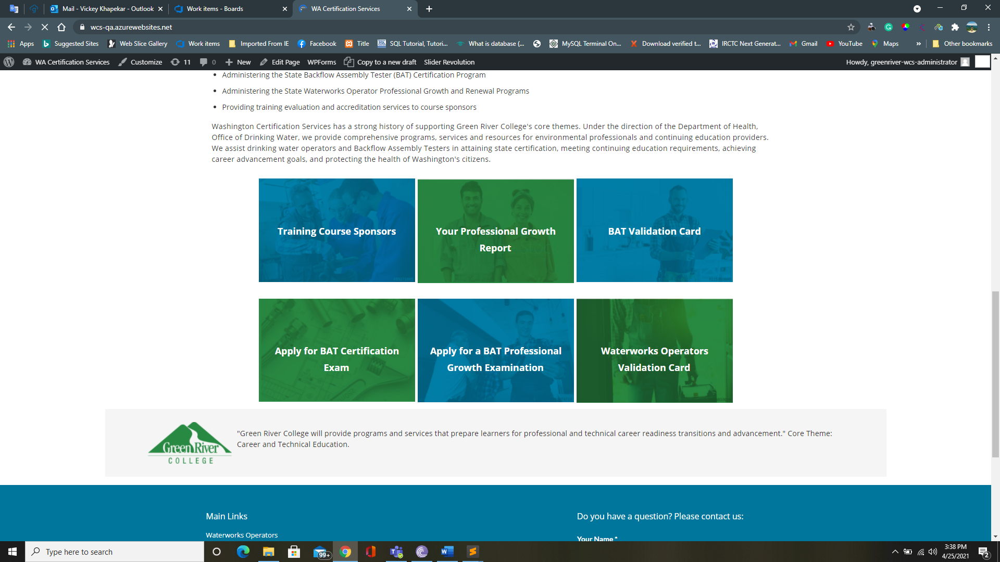 Mail - Vickey Khapekar - Outlook
Work items - Boards
WA Certification Services
wcs-qa.azurewebsites.net
Apps
Suggested Sites
Web Slice Gallery
Work items
Imported From IE
Facebook
Title
SQL Tutorial, Tutori...
What is database (...
MySQL Terminal On...
Download verified t...
IRCTC Next Generat...
Gmail
YouTube
Maps
Other bookmarks
WA Certification Services
Customize
11
0
New
Edit Page
WPForms
Copy to a new draft
Slider Revolution
Howdy, greenriver-wcs-administrator
• Administering the State Backflow Assembly Tester (BAT) Certification Program
• Administering the State Waterworks Operator Professional Growth and Renewal Programs
• Providing training evaluation and accreditation services to course sponsors
Washington Certification Services has a strong history of supporting Green River College's core themes. Under the direction of the Department of Health,
Office of Drinking Water, we provide comprehensive programs, services and resources for environmental professionals and continuing education providers.
We assist drinking water operators and Backflow Assembly Testers in attaining state certification, meeting continuing education requirements, achieving
career advancement goals, and protecting the health of Washington's citizens.
Training Course Sponsors
Your Professional Growth
Report
BAT Validation Card
Apply for BAT Certification
Exam
Apply for a BAT Professional
Growth Examination
Waterworks Operators
Validation Card
Green River
COLLEGE
"Green River College will provide programs and services that prepare learners for professional and technical career readiness transitions and advancement." Core Theme:
Career and Technical Education.
Main Links
Waterworks Operators
Do you have a question? Please contact us:
Your Name *
Type here to search
99+
3:38 PM
4/25/2021
2